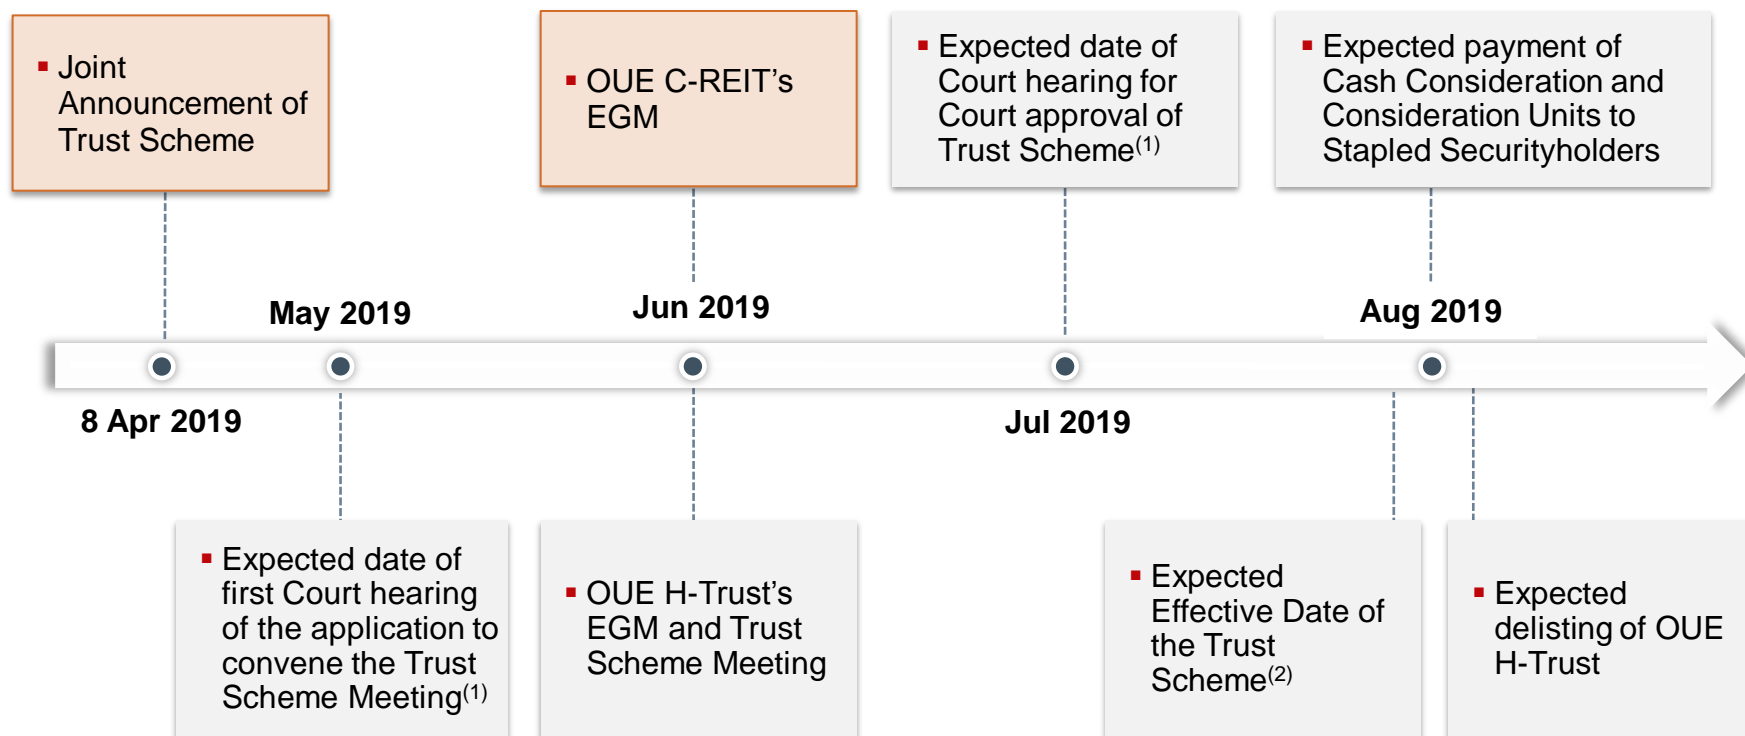 ▪ Joint
Announcement of
Trust Scheme
▪ OUE C-REIT’s
EGM
▪ Expected date of
Court hearing for
Court approval of
Trust Scheme(1)
▪ Expected payment of
Cash Consideration and
Consideration Units to
Stapled Securityholders
May 2019
Jun 2019
Aug 2019
8 Apr 2019
Jul 2019
▪ Expected date of
first Court hearing
of the application to
convene the Trust
Scheme Meeting(1)
▪ OUE H-Trust’s
EGM and Trust
Scheme Meeting
▪ Expected
Effective Date of
the Trust
Scheme(2)
▪ Expected
delisting of OUE
H-Trust